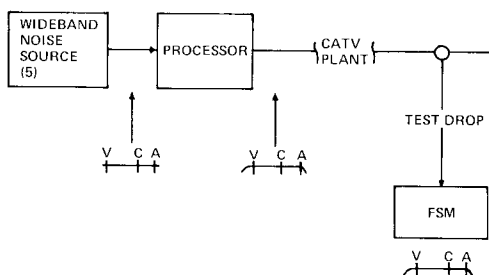 WIDEBAND
NOISE
SOURCE
(5)
PROCESSOR
CATV
PLANT
TEST DROP
V C A
V C A
FSM
V C A